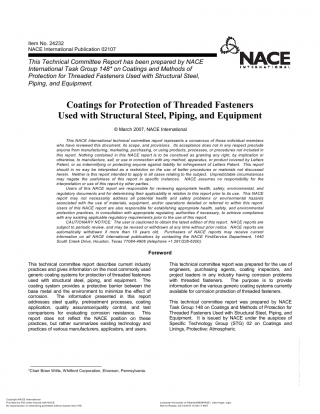 Item No. 24232
NACE International Publication 02107
This Technical Committee Report has been prepared by NACE
International Task Group 148* on Coatings and Methods of
Protection for Threaded Fasteners Used with Structural Steel,
Piping, and Equipment.
NACE
INTERNATIONAL
Coatings for Protection of Threaded Fasteners
Used with Structural Steel, Piping, and Equipment
© March 2007, NACE International
This NACE International technical committee report represents a consensus of those individual members
who have reviewed this document, its scope, and provisions. Its acceptance does not in any respect preclude
anyone from manufacturing, marketing, purchasing, or using products, processes, or procedures not included in
this report. Nothing contained in this NACE report is to be construed as granting any right, by implication or
otherwise, to manufacture, sell, or use in connection with any method, apparatus, or product covered by Letters
Patent, or as indemnifying or protecting anyone against liability for infringement of Letters Patent. This report
should in no way be interpreted as a restriction on the use of better procedures or materials not discussed
herein. Neither is this report intended to apply in all cases relating to the subject. Unpredictable circumstances
may negate the usefulness of this report in specific instances. NACE assumes no responsibility for the
interpretation or use of this report by other parties.
Users of this NACE report are responsible for reviewing appropriate health, safety, environmental, and
regulatory documents and for determining their applicability in relation to this report prior to its use. This NACE
report may not necessarily address all potential health and safety problems or environmental hazards
associated with the use of materials, equipment, and/or operations detailed or referred to within this report.
Users of this NACE report are also responsible for establishing appropriate health, safety, and environmental
protection practices, in consultation with appropriate regulatory authorities if necessary, to achieve compliance
with any existing applicable regulatory requirements prior to the use of this report.
CAUTIONARY NOTICE: The user is cautioned to obtain the latest edition of this report. NACE reports are
subject to periodic review, and may be revised or withdrawn at any time without prior notice. NACE reports are
automatically withdrawn if more than 10 years old. Purchasers of NACE reports may receive current
information on all NACE International publications by contacting the NACE FirstService Department, 1440
South Creek Drive, Houston, Texas 77084-4906 (telephone +1 281/228-6200).
Foreword
This technical committee report describes current industry
practices and gives information on the most commonly used
generic coating systems for protection of threaded fasteners
used with structural steel, piping, and equipment. The
coating system provides a protective barrier between the
base metal and the environment to minimize the effect of
corrosion. The information presented in this report
addresses steel quality, pretreatment processes, coating
application, quality assurance/quality control, and test
comparisons for evaluating corrosion resistance. This
report does not reflect the NACE position on these
practices, but rather summarizes existing technology and
practices of various manufacturers, applicators, and users.
This technical committee report was prepared for the use of
engineers, purchasing agents, coating inspectors, and
project leaders in any industry having corrosion problems
with threaded fasteners. The purpose is to provide
information on the various generic coating systems currently
available for corrosion protection of threaded fasteners.
This technical committee report was prepared by NACE
Task Group 148 on Coatings and Methods of Protection for
Threaded Fasteners Used with Structural Steel, Piping, and
Equipment. It is issued by NACE under the auspices of
Specific Technology Group (STG) 02 on Coatings and
Linings, Protective: Atmospheric.
*Chair Brian Willis, Whitford Corporation, Elverson, Pennsylvania.
Copyright NACE International